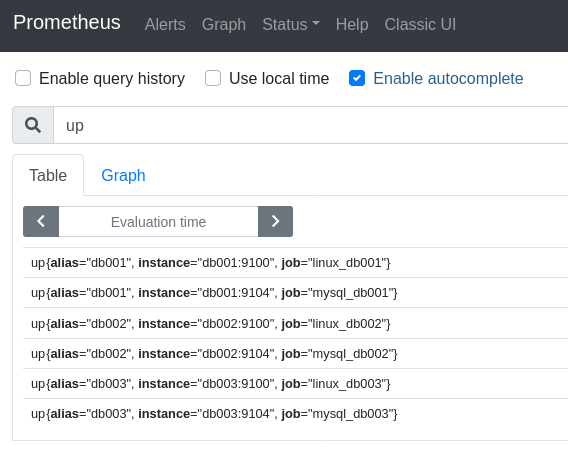 Prometheus Alerts Graph Status Help Classic UI
Enable query history Use local time Enable autocomplete
up
Table Graph
Evaluation time
up{alias="db001", instance="db001:9100", job="linux_db001"}
up{alias="db001", instance="db001:9104", job="mysql_db001"}
up{alias="db002", instance="db002:9100", job="linux_db002"}
up{alias="db002", instance="db002:9104", job="mysql_db002"}
up{alias="db003", instance="db003:9100", job="linux_db003"}
up{alias="db003", instance="db003:9104", job="mysql_db003"}